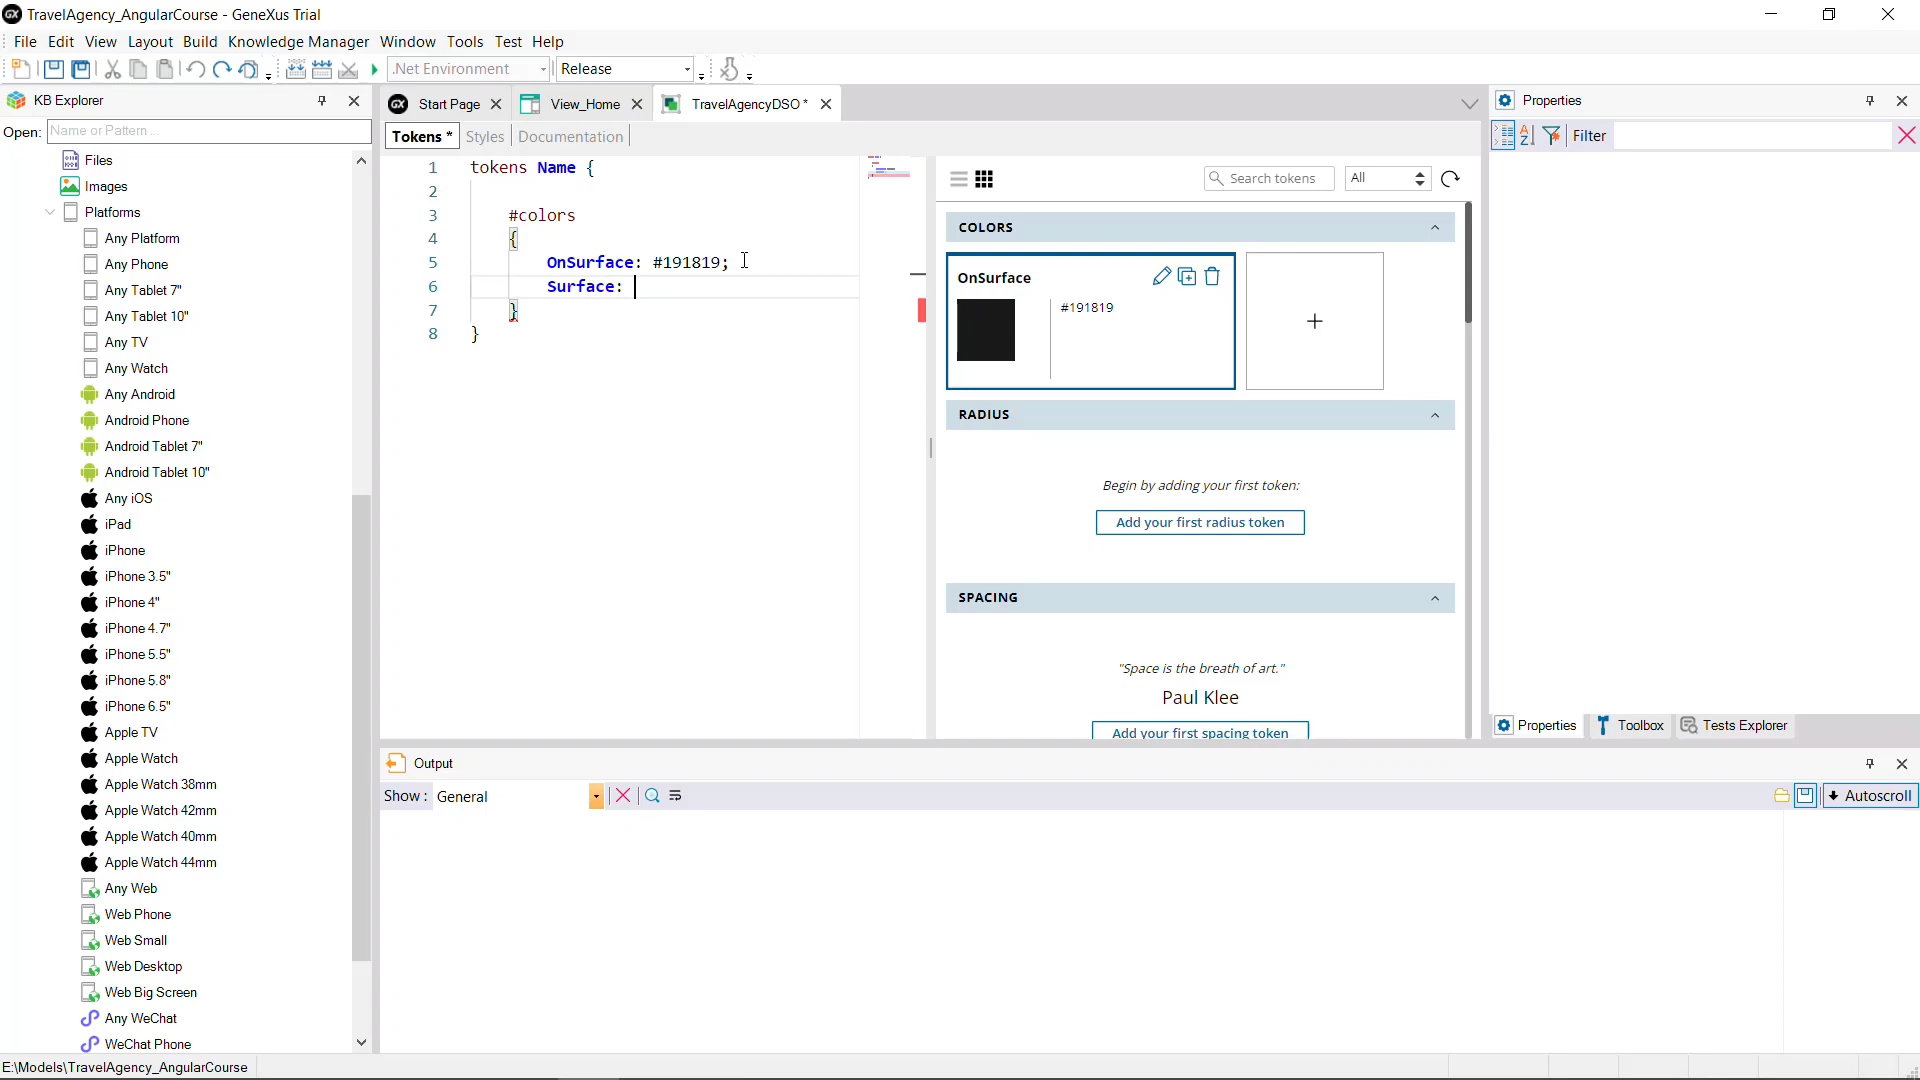 TravelAgency_AngularCourse - GeneXus Trial
File Edit View Layout Build Knowledge Manager Window Tools Test Help
.Net Environment Release
KB Explorer
Open: Name or Pattern ...
Files
Images
Platforms
Any Platform
Any Phone
Any Tablet 7"
Any Tablet 10"
Any TV
Any Watch
Any Android
Android Phone
Android Tablet 7"
Android Tablet 10"
Any iOS
iPad
iPhone
iPhone 3.5"
iPhone 4"
iPhone 4.7"
iPhone 5.5"
iPhone 5.8"
iPhone 6.5"
Apple TV
Apple Watch
Apple Watch 38mm
Apple Watch 42mm
Apple Watch 40mm
Apple Watch 44mm
Any Web
Web Phone
Web Small
Web Desktop
Web Big Screen
Any WeChat
WeChat Phone
Start Page View_Home TravelAgencyDSO *
Tokens * Styles Documentation
1 tokens Name {
2
3 #colors
4 {
5 OnSurface: #191819;
6 Surface:
7 }
8 }
Search tokens All
COLORS
OnSurface
#191819
+
RADIUS
Begin by adding your first token:
Add your first radius token
SPACING
"Space is the breath of art."
Paul Klee
Add your first spacing token
Properties
Filter
Properties Toolbox Tests Explorer
Output
Show : General
Autoscroll
E:\Models\TravelAgency_AngularCourse